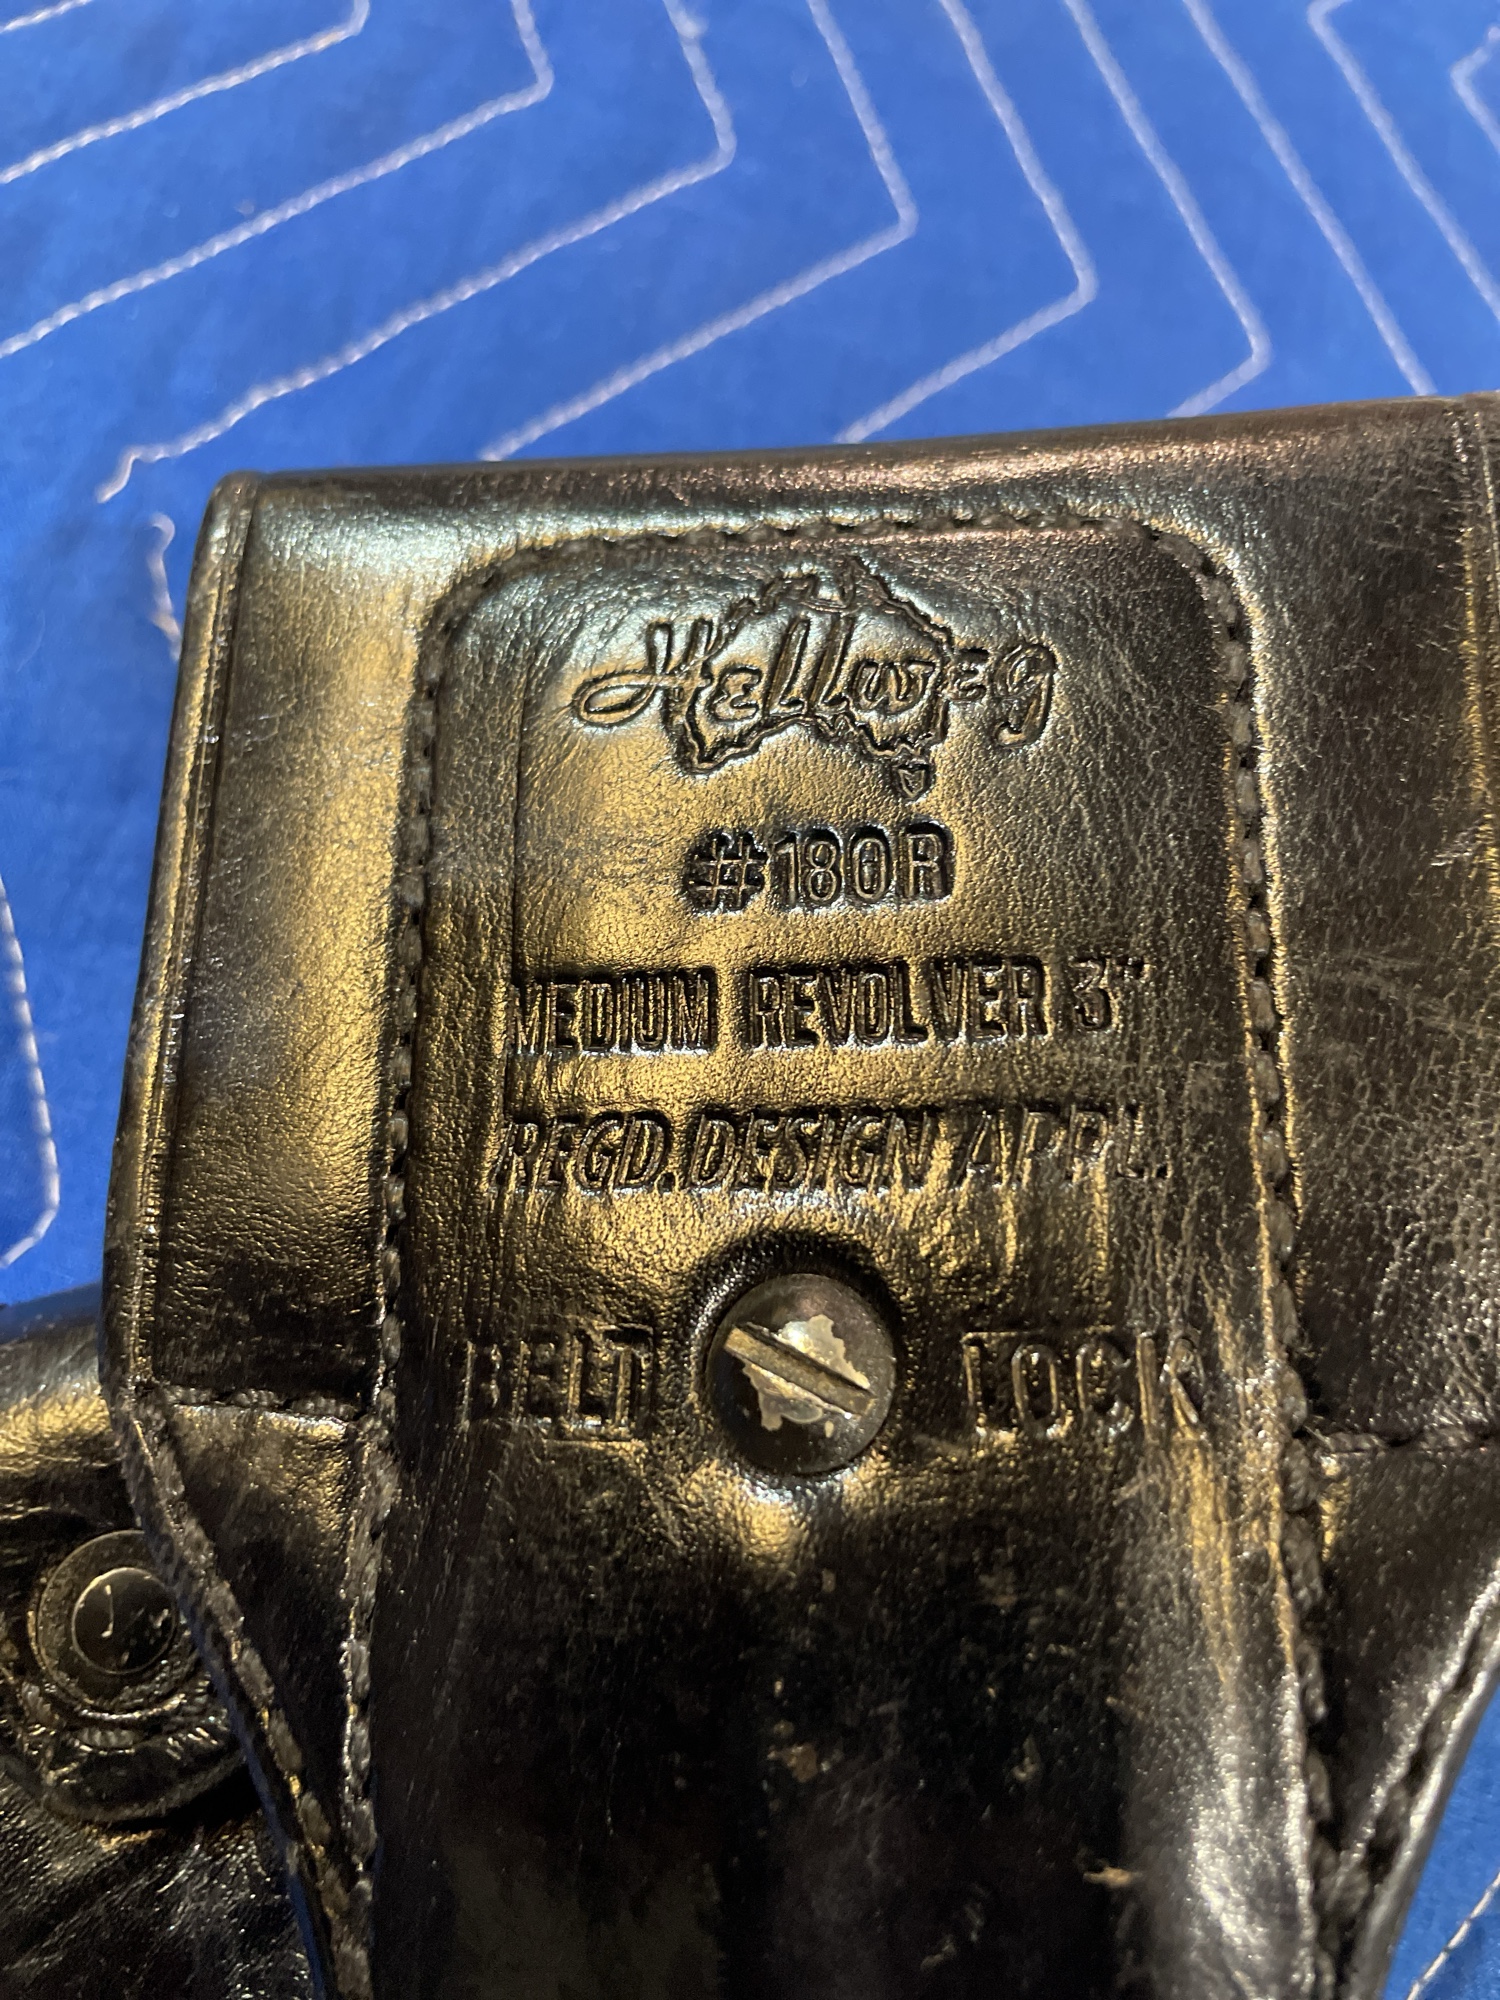 Hellweg
#180R
MEDIUM REVOLVER 3"
REGD. DESIGN APPL.
BELT LOCK